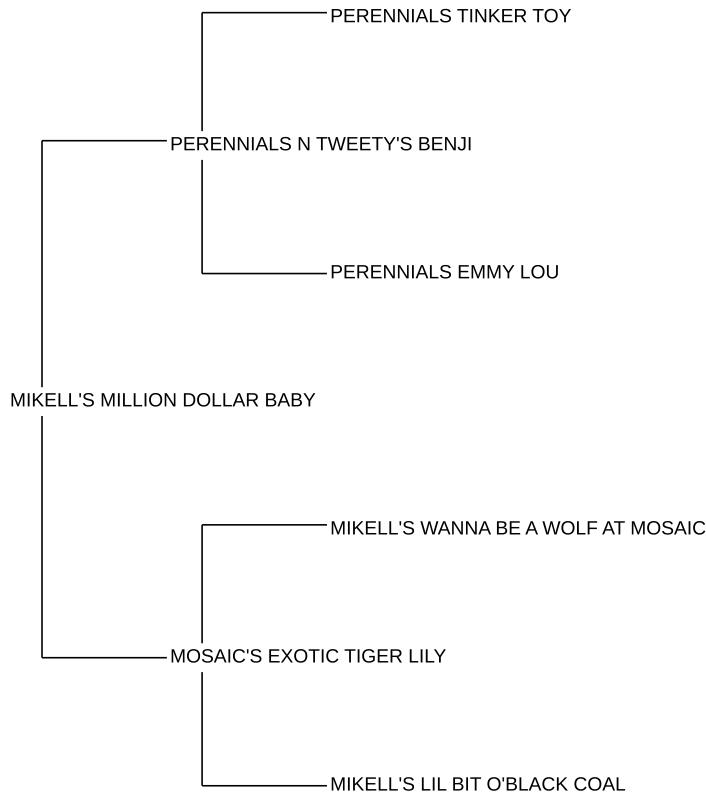 PERENNIALS TINKER TOY
PERENNIALS N TWEETY'S BENJI
PERENNIALS EMMY LOU
MIKELL'S MILLION DOLLAR BABY
MIKELL'S WANNA BE A WOLF AT MOSAIC
MOSAIC'S EXOTIC TIGER LILY
MIKELL'S LIL BIT O'BLACK COAL